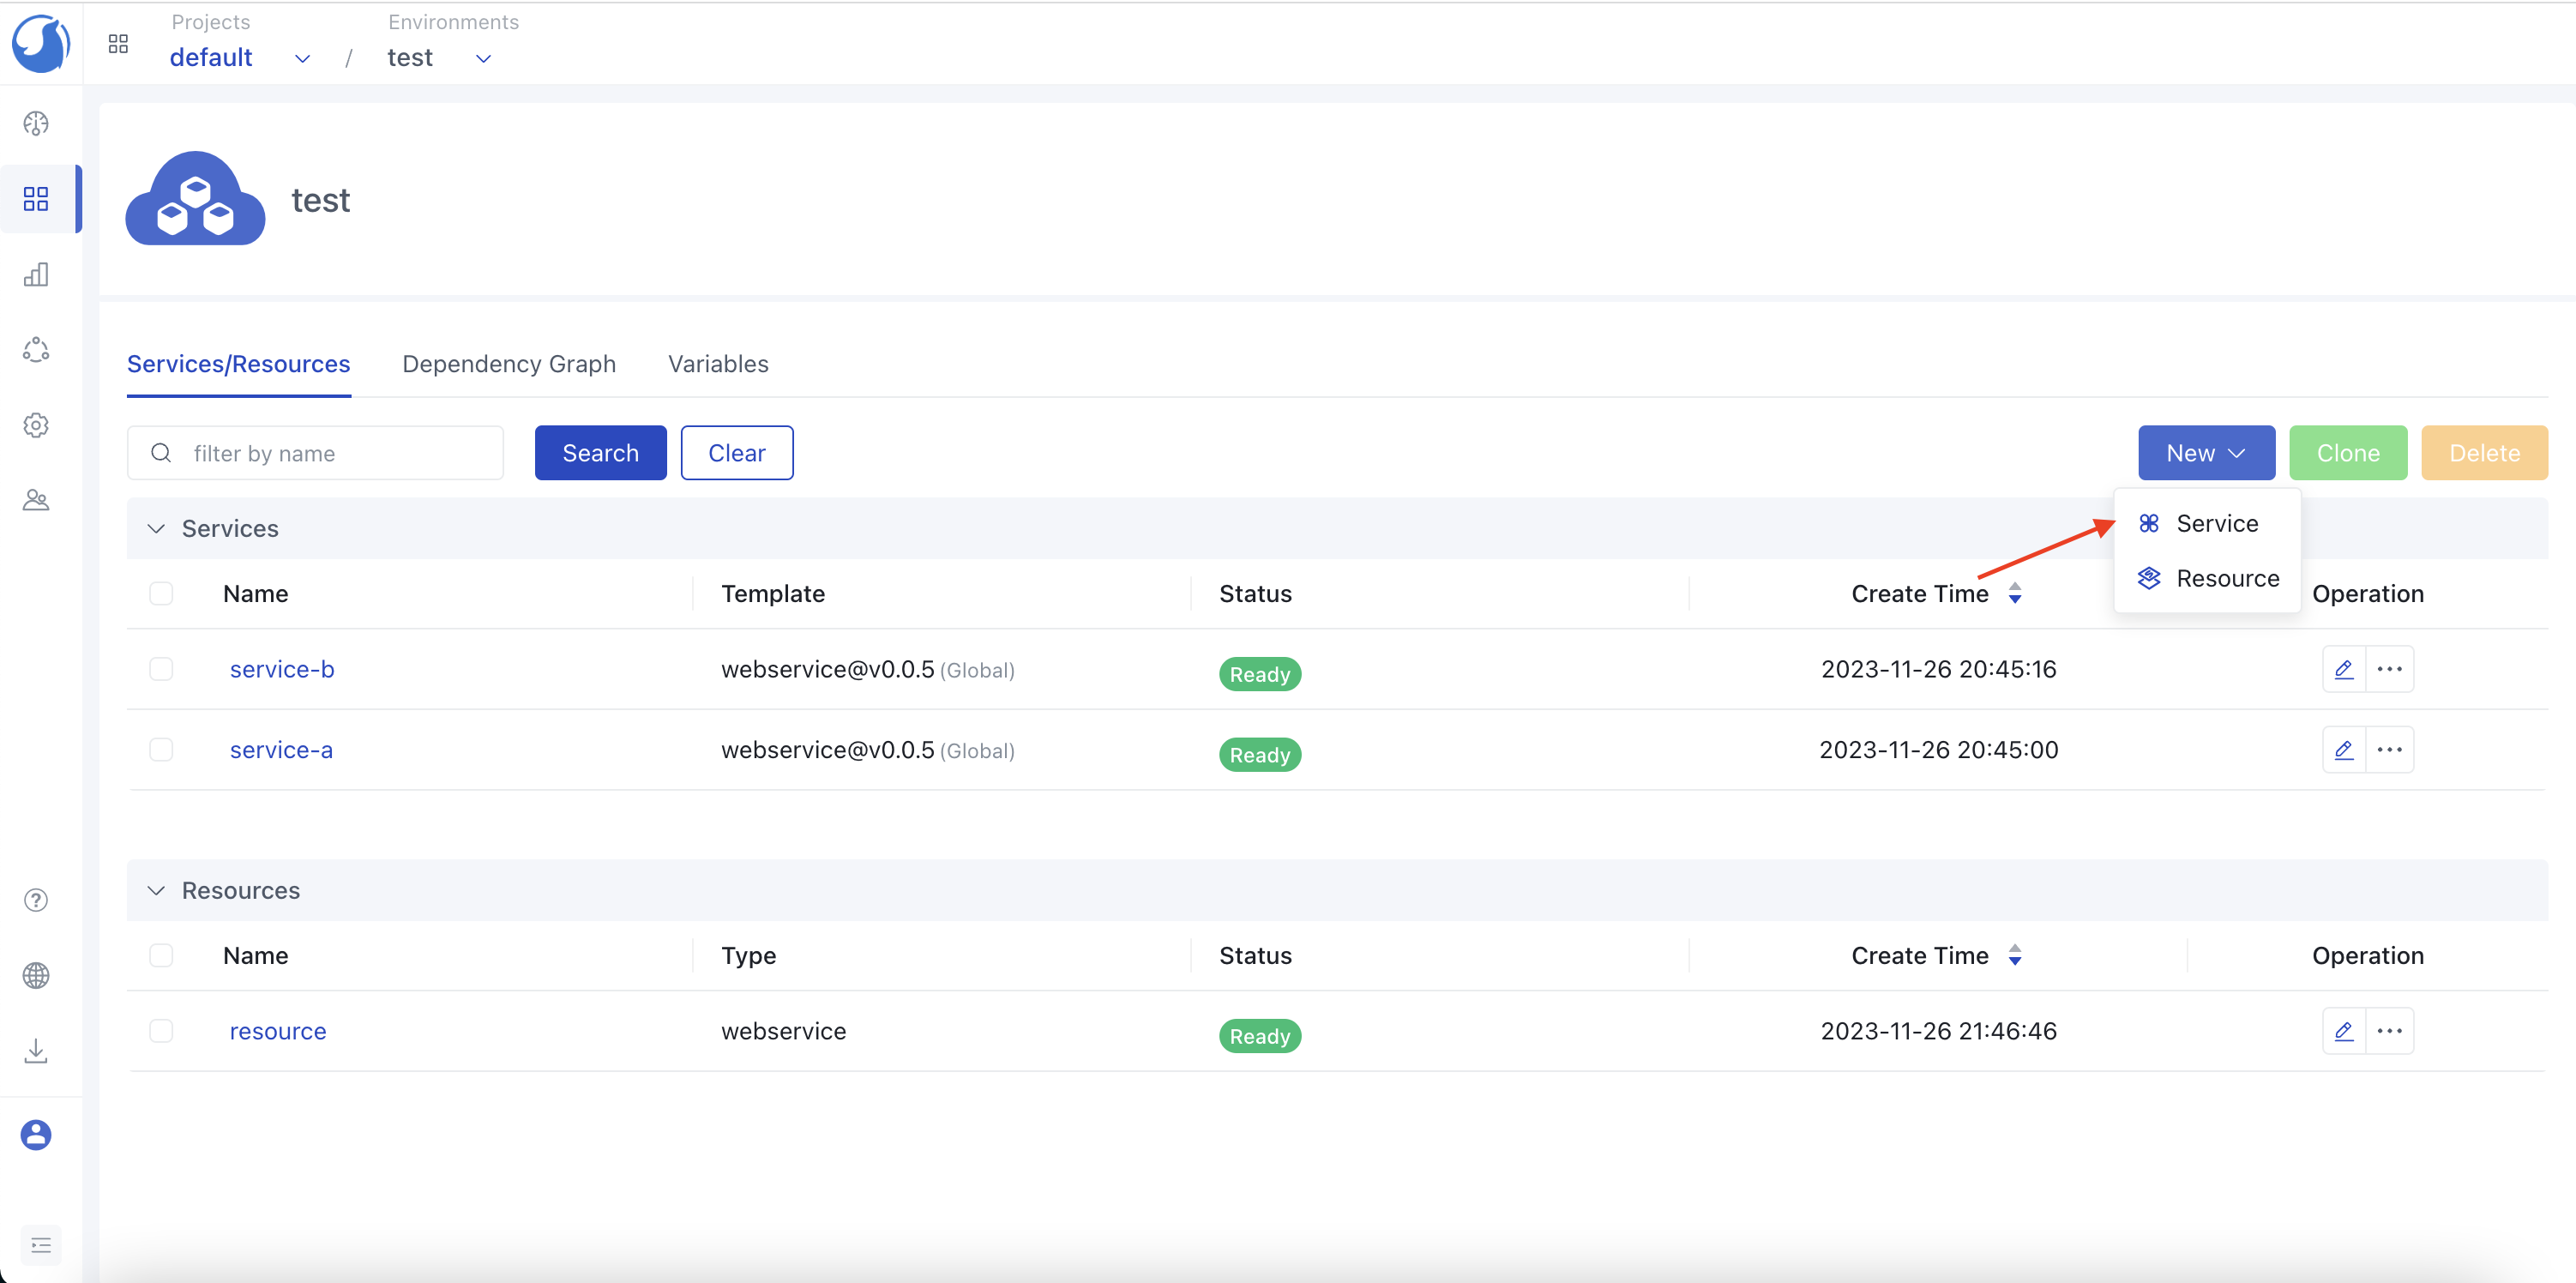 Projects
Environments
default
/
test
test
Services/Resources
Dependency Graph
Variables
filter by name
Search
Clear
New
Clone
Delete
Service
Resource
Services
Name
Template
Status
Create Time
Operation
service-b
webservice@v0.0.5 (Global)
Ready
2023-11-26 20:45:16
service-a
webservice@v0.0.5 (Global)
Ready
2023-11-26 20:45:00
Resources
Name
Type
Status
Create Time
Operation
resource
webservice
Ready
2023-11-26 21:46:46